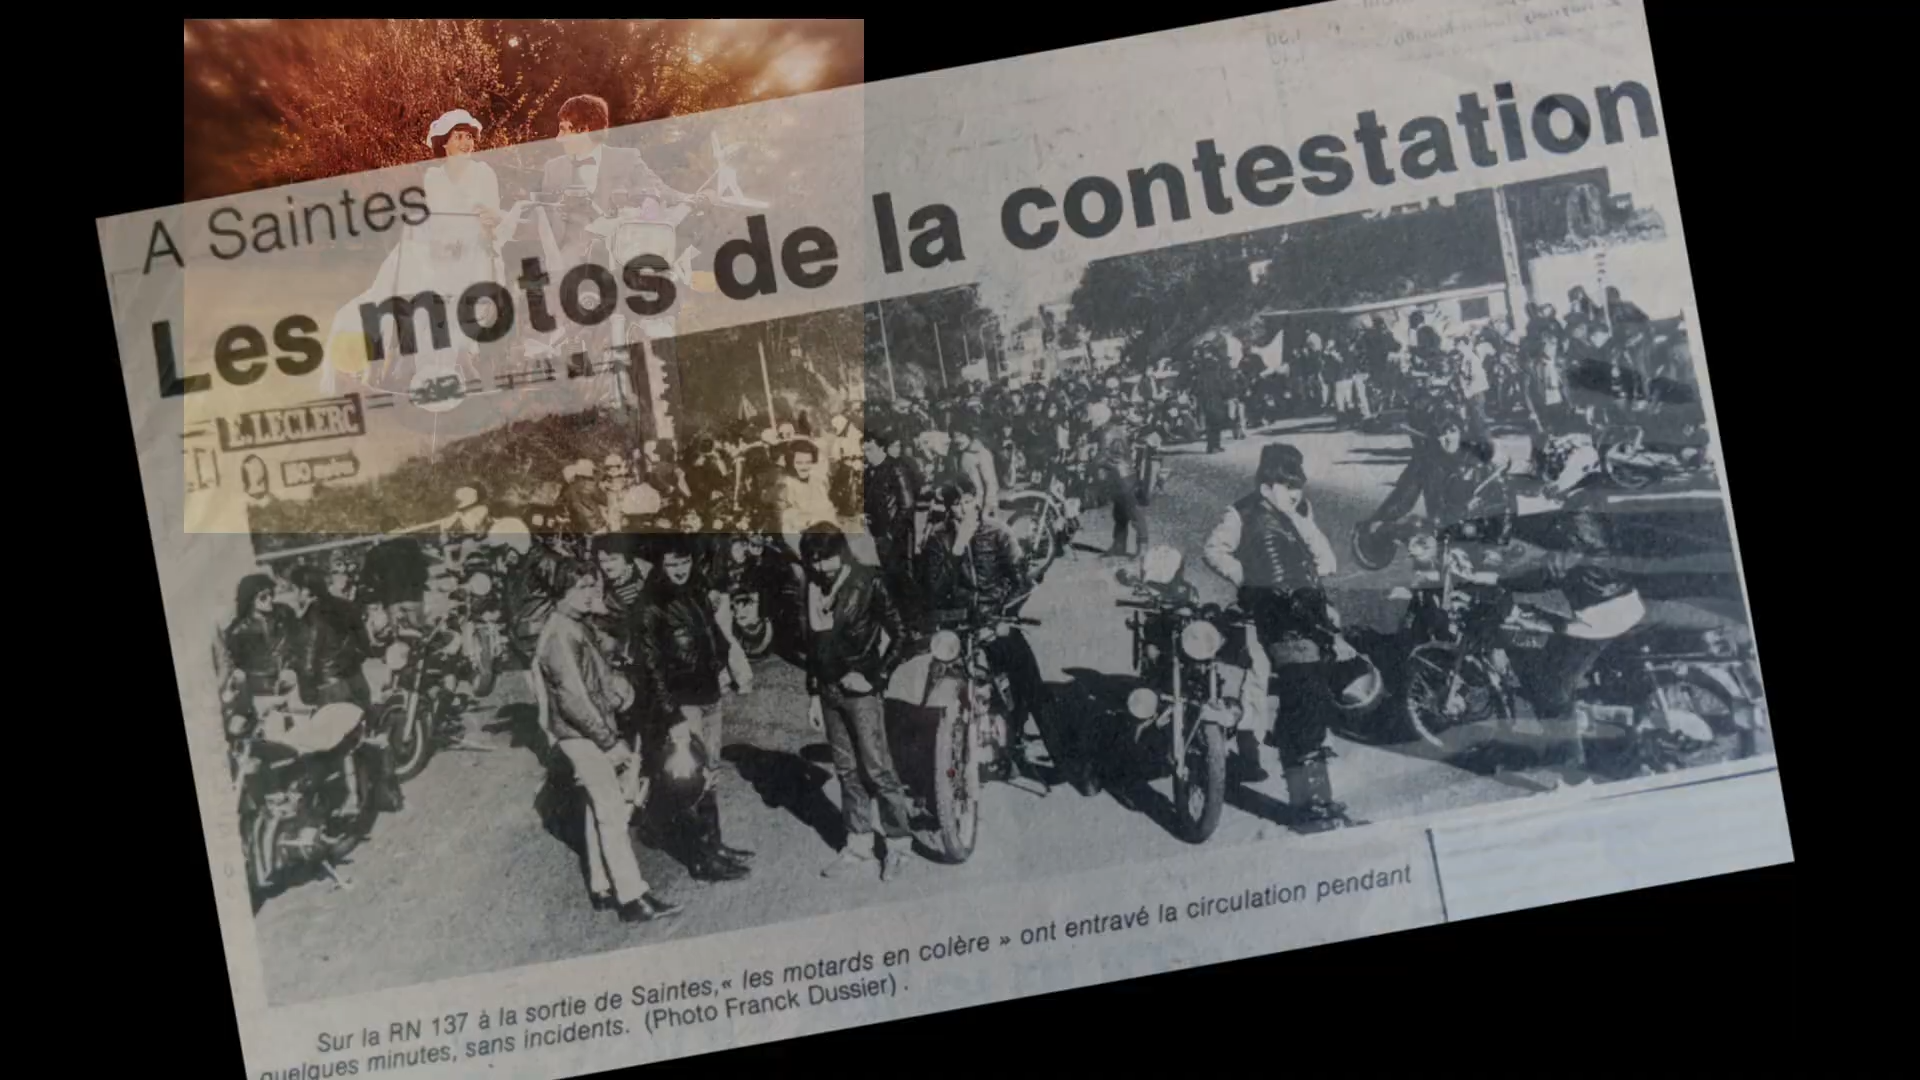 A Saintes
Les motos de la contestation
E.LECLERC
Sur la RN 137 à la sortie de Saintes,« les motards en colère » ont entravé la circulation pendant
quelques minutes, sans incidents. (Photo Franck Dussier).